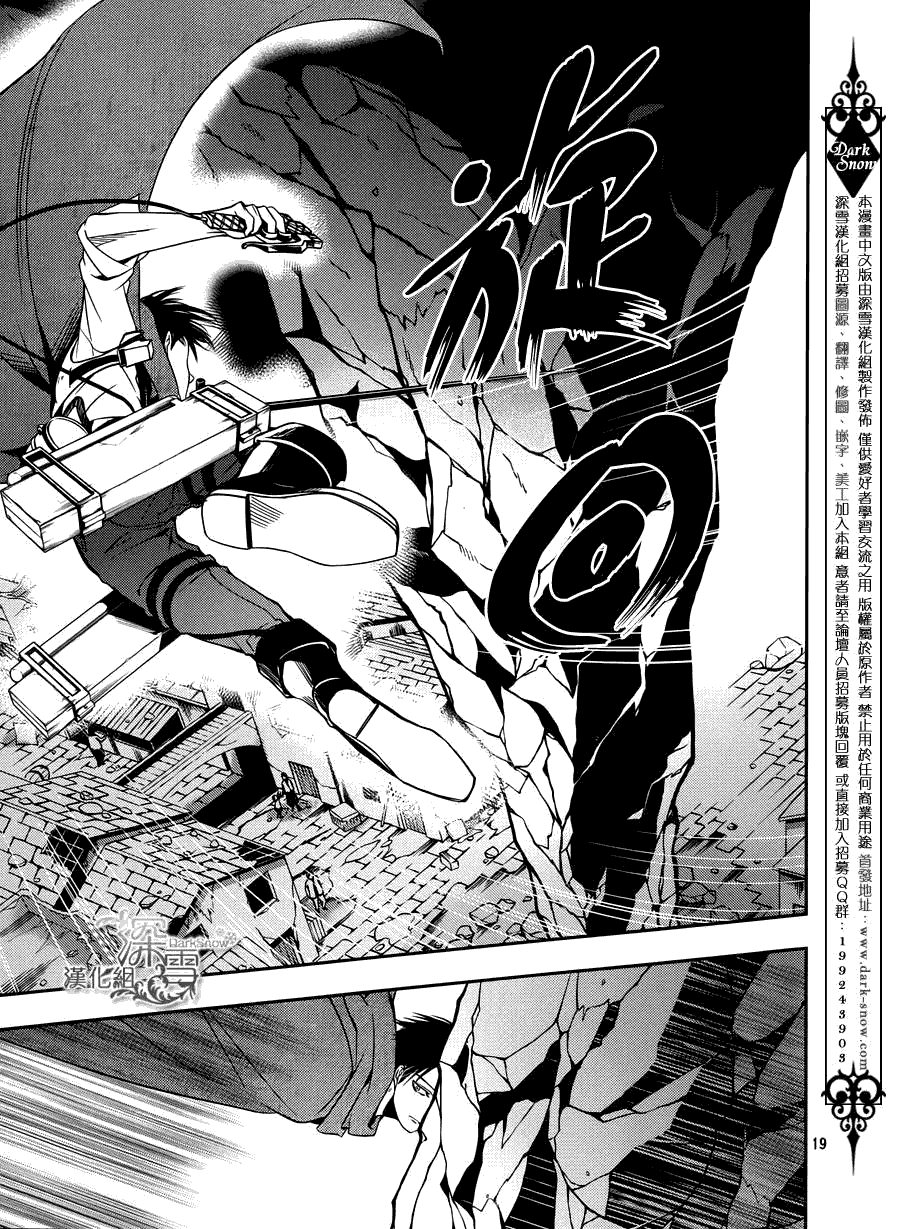 旋
回
Dark
Snow
本漫畫中文版由深雪漢化組製作發佈 僅供愛好者學習交流之用 版權屬於原作者 禁止用於任何商業用途 首發地址：www.dark-snow.com
深雪漢化組招募圖源、翻譯、修圖、嵌字、美工加入本組 意者請至論壇人員招募版塊回覆 或直接加入招募QQ群：199243903
深雪
DarkSnow
漢化組
19